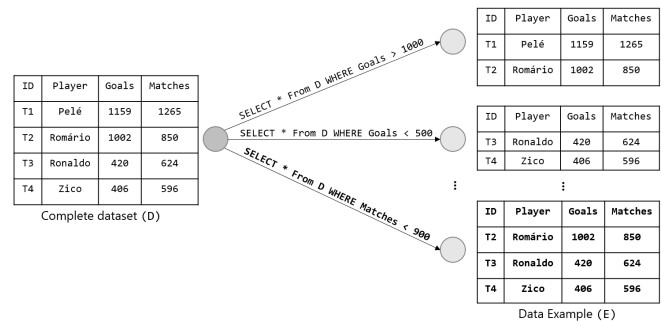 ID Player Goals Matches
T1 Pelé 1159 1265
T2 Romário 1002 850
T3 Ronaldo 420 624
T4 Zico 406 596
Complete dataset (D)
SELECT * From D WHERE Goals > 1000
SELECT * From D WHERE Goals < 500
SELECT * From D WHERE Matches < 900
ID Player Goals Matches
T1 Pelé 1159 1265
T2 Romário 1002 850
ID Player Goals Matches
T3 Ronaldo 420 624
T4 Zico 406 596
⋮ ⋮
ID Player Goals Matches
T2 Romário 1002 850
T3 Ronaldo 420 624
T4 Zico 406 596
Data Example (E)